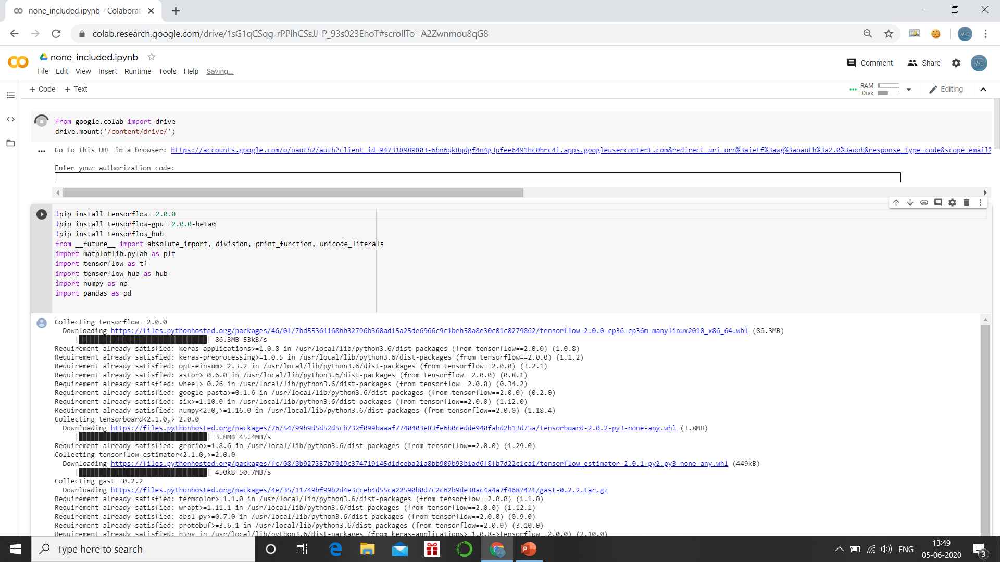 none_included.ipynb - Colaborat
colab.research.google.com/drive/1sG1qCSqg-rPPlhCSsJJ-P_93s023EhoT#scrollTo=A2Zwnmou8qG8
none_included.ipynb
File Edit View Insert Runtime Tools Help Saving...
Comment Share
+ Code + Text
RAM
Disk
Editing
from google.colab import drive
drive.mount('/content/drive/')
Go to this URL in a browser: https://accounts.google.com/o/oauth2/auth?client_id=947318989803-6bn6qk8qdgf4n4g3pfee6491hc0brc4i.apps.googleusercontent.com&redirect_uri=urn%3aietf%3awg%3aoauth%3a2.0%3aoob&response_type=code&scope=email%
Enter your authorization code:
!pip install tensorflow==2.0.0
!pip install tensorflow-gpu==2.0.0-beta0
!pip install tensorflow_hub
from __future__ import absolute_import, division, print_function, unicode_literals
import matplotlib.pylab as plt
import tensorflow as tf
import tensorflow_hub as hub
import numpy as np
import pandas as pd
Collecting tensorflow==2.0.0
Downloading https://files.pythonhosted.org/packages/46/0f/7bd55361168bb32796b360ad15a25de6966c9c1beb58a8e30c01c8279862/tensorflow-2.0.0-cp36-cp36m-manylinux2010_x86_64.whl (86.3MB)
|████████████████████████████████| 86.3MB 53kB/s
Requirement already satisfied: keras-applications>=1.0.8 in /usr/local/lib/python3.6/dist-packages (from tensorflow==2.0.0) (1.0.8)
Requirement already satisfied: keras-preprocessing>=1.0.5 in /usr/local/lib/python3.6/dist-packages (from tensorflow==2.0.0) (1.1.2)
Requirement already satisfied: opt-einsum>=2.3.2 in /usr/local/lib/python3.6/dist-packages (from tensorflow==2.0.0) (3.2.1)
Requirement already satisfied: astor>=0.6.0 in /usr/local/lib/python3.6/dist-packages (from tensorflow==2.0.0) (0.8.1)
Requirement already satisfied: wheel>=0.26 in /usr/local/lib/python3.6/dist-packages (from tensorflow==2.0.0) (0.34.2)
Requirement already satisfied: google-pasta>=0.1.6 in /usr/local/lib/python3.6/dist-packages (from tensorflow==2.0.0) (0.2.0)
Requirement already satisfied: six>=1.10.0 in /usr/local/lib/python3.6/dist-packages (from tensorflow==2.0.0) (1.12.0)
Requirement already satisfied: numpy<2.0,>=1.16.0 in /usr/local/lib/python3.6/dist-packages (from tensorflow==2.0.0) (1.18.4)
Collecting tensorboard<2.1.0,>=2.0.0
Downloading https://files.pythonhosted.org/packages/76/54/99b9d5d52d5cb732f099baaaf7740403e83fe6b0cedde940fabd2b13d75a/tensorboard-2.0.2-py3-none-any.whl (3.8MB)
|████████████████████████████████| 3.8MB 45.4MB/s
Requirement already satisfied: grpcio>=1.8.6 in /usr/local/lib/python3.6/dist-packages (from tensorflow==2.0.0) (1.29.0)
Collecting tensorflow-estimator<2.1.0,>=2.0.0
Downloading https://files.pythonhosted.org/packages/fc/08/8b927337b7019c374719145d1dceba21a8bb909b93b1ad6f8fb7d22c1ca1/tensorflow_estimator-2.0.1-py2.py3-none-any.whl (449kB)
|████████████████████████████████| 450kB 50.7MB/s
Collecting gast==0.2.2
Downloading https://files.pythonhosted.org/packages/4e/35/11749bf99b2d4e3cceb4d55ca22590b0d7c2c62b9de38ac4a4a7f4687421/gast-0.2.2.tar.gz
Requirement already satisfied: termcolor>=1.1.0 in /usr/local/lib/python3.6/dist-packages (from tensorflow==2.0.0) (1.1.0)
Requirement already satisfied: wrapt>=1.11.1 in /usr/local/lib/python3.6/dist-packages (from tensorflow==2.0.0) (1.12.1)
Requirement already satisfied: absl-py>=0.7.0 in /usr/local/lib/python3.6/dist-packages (from tensorflow==2.0.0) (0.9.0)
Requirement already satisfied: protobuf>=3.6.1 in /usr/local/lib/python3.6/dist-packages (from tensorflow==2.0.0) (3.10.0)
Requirement already satisfied: h5py in /usr/local/lib/python3.6/dist-packages (from keras-applications>=1.0.8->tensorflow==2.0.0) (2.10.0)
Type here to search
ENG
13:49
05-06-2020
3